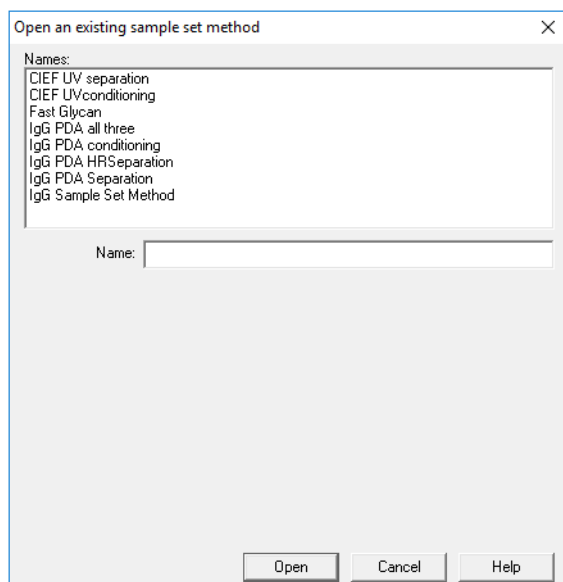 Open an existing sample set method
Names:
CIEF UV separation
CIEF UVconditioning
Fast Glycan
IgG PDA all three
IgG PDA conditioning
IgG PDA HRSeparation
IgG PDA Separation
IgG Sample Set Method
Name:
Open Cancel Help